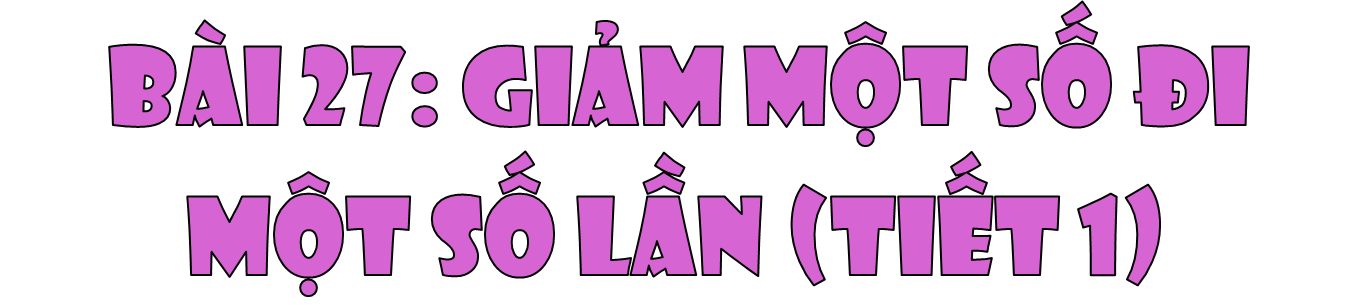 BÀI 27: GIẢM MỘT SỐ ĐI
MỘT SỐ LẦN (TIẾT 1)